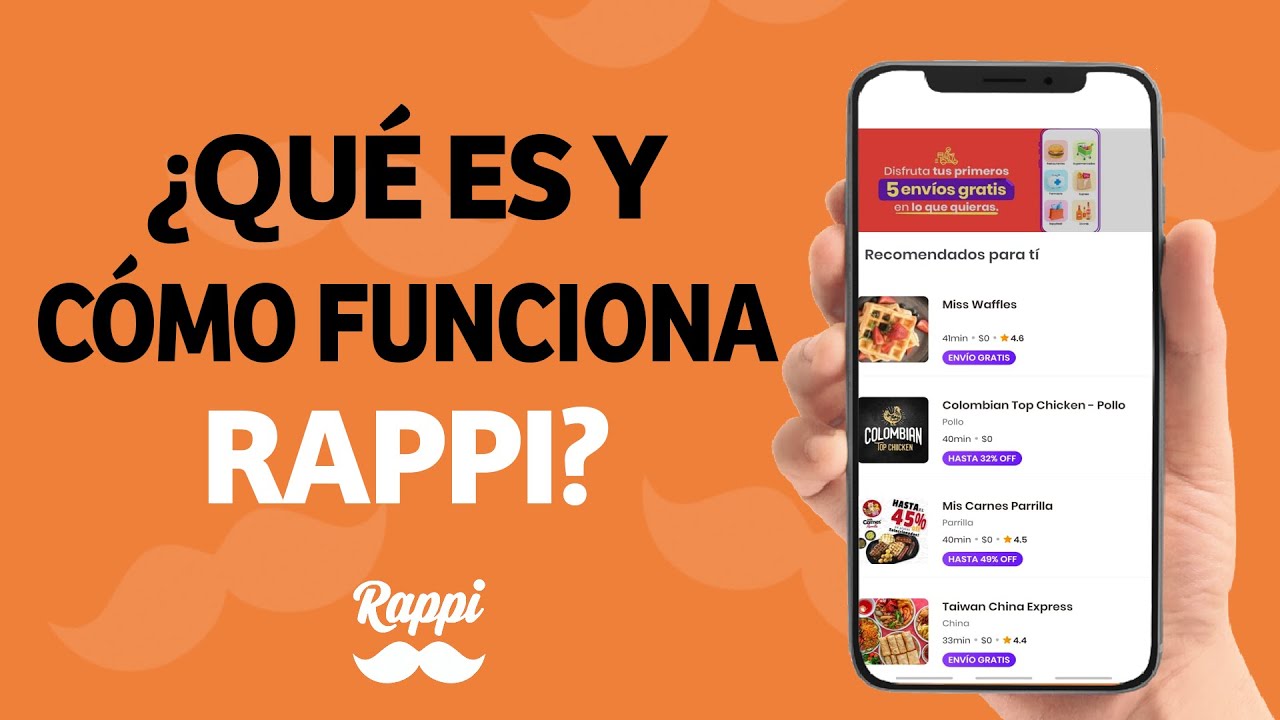 ¿QUÉ ES Y
CÓMO FUNCIONA
RAPPI?
Rappi
Disfruta tus primeros
5 envíos gratis
en lo que quieras.
Recomendados para tí
Miss Waffles
41min • $0 • ★ 4.6
ENVÍO GRATIS
COLOMBIAN
TOP CHICKEN
Colombian Top Chicken - Pollo
Pollo
40min • $0
HASTA 32% OFF
HASTA
45%
Mis Carnes Parrilla
Parrilla
40min • $0 • ★ 4.5
HASTA 49% OFF
Taiwan China Express
China
33min • $0 • ★ 4.4
ENVÍO GRATIS